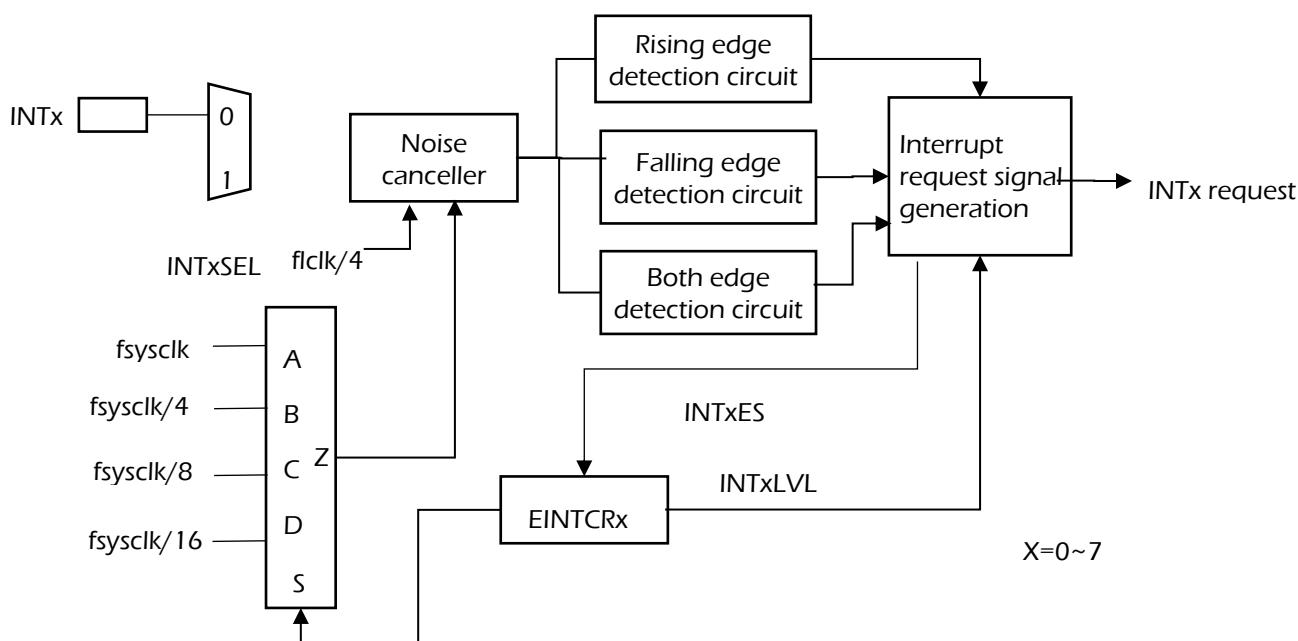 INTx
0
1
Noise
canceller
Rising edge
detection circuit
Falling edge
detection circuit
Both edge
detection circuit
Interrupt
request signal
generation
INTx request
INTxSEL
flclk/4
fsysclk
fsysclk/4
fsysclk/8
fsysclk/16
A
B
C
D
Z
S
INTxES
INTxLVL
EINTCRx
X=0~7